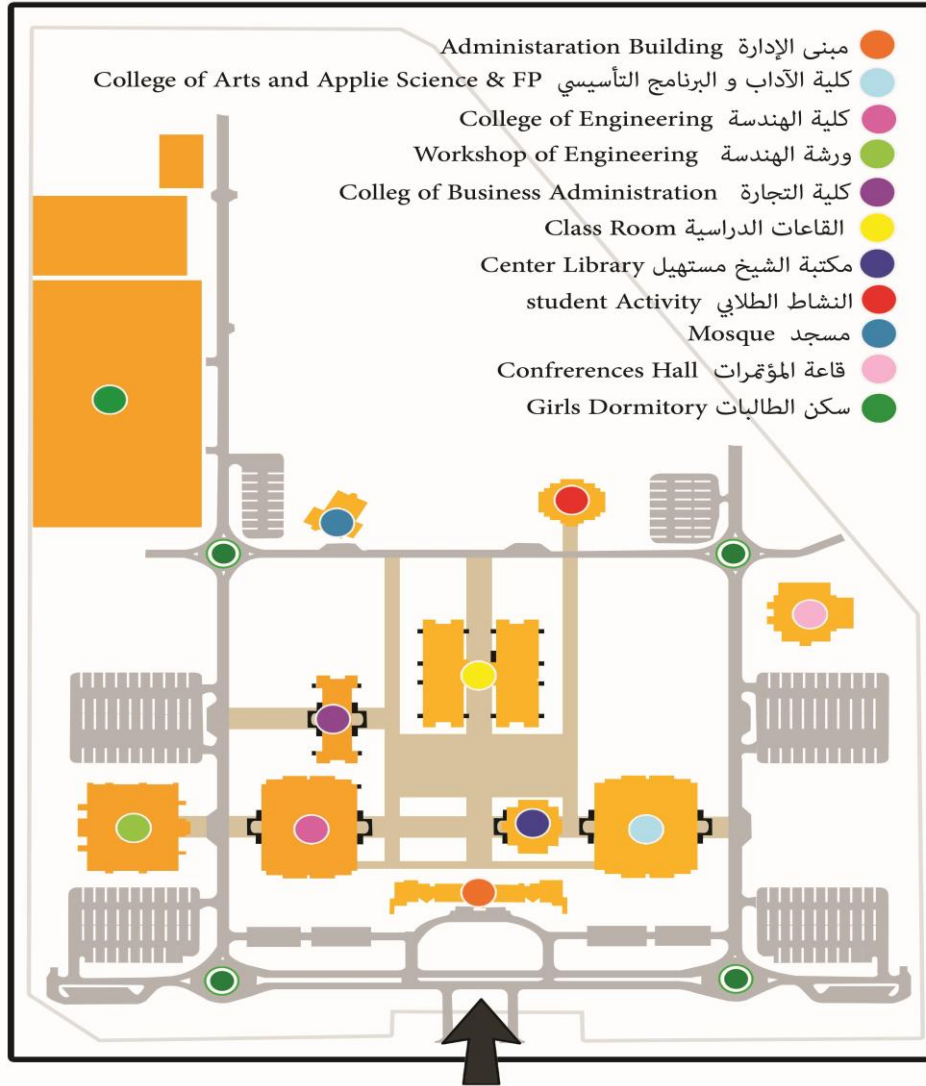 مبنى الإدارة Administaration Building
كلية الآداب و البرنامج التأسيسي College of Arts and Applie Science & FP
كلية الهندسة College of Engineering
ورشة الهندسة Workshop of Engineering
كلية التجارة Colleg of Business Administration
القاعات الدراسية Class Room
مكتبة الشيخ مستهيل Center Library
النشاط الطلابي student Activity
مسجد Mosque
قاعة المؤتمرات Confrerences Hall
سكن الطالبات Girls Dormitory